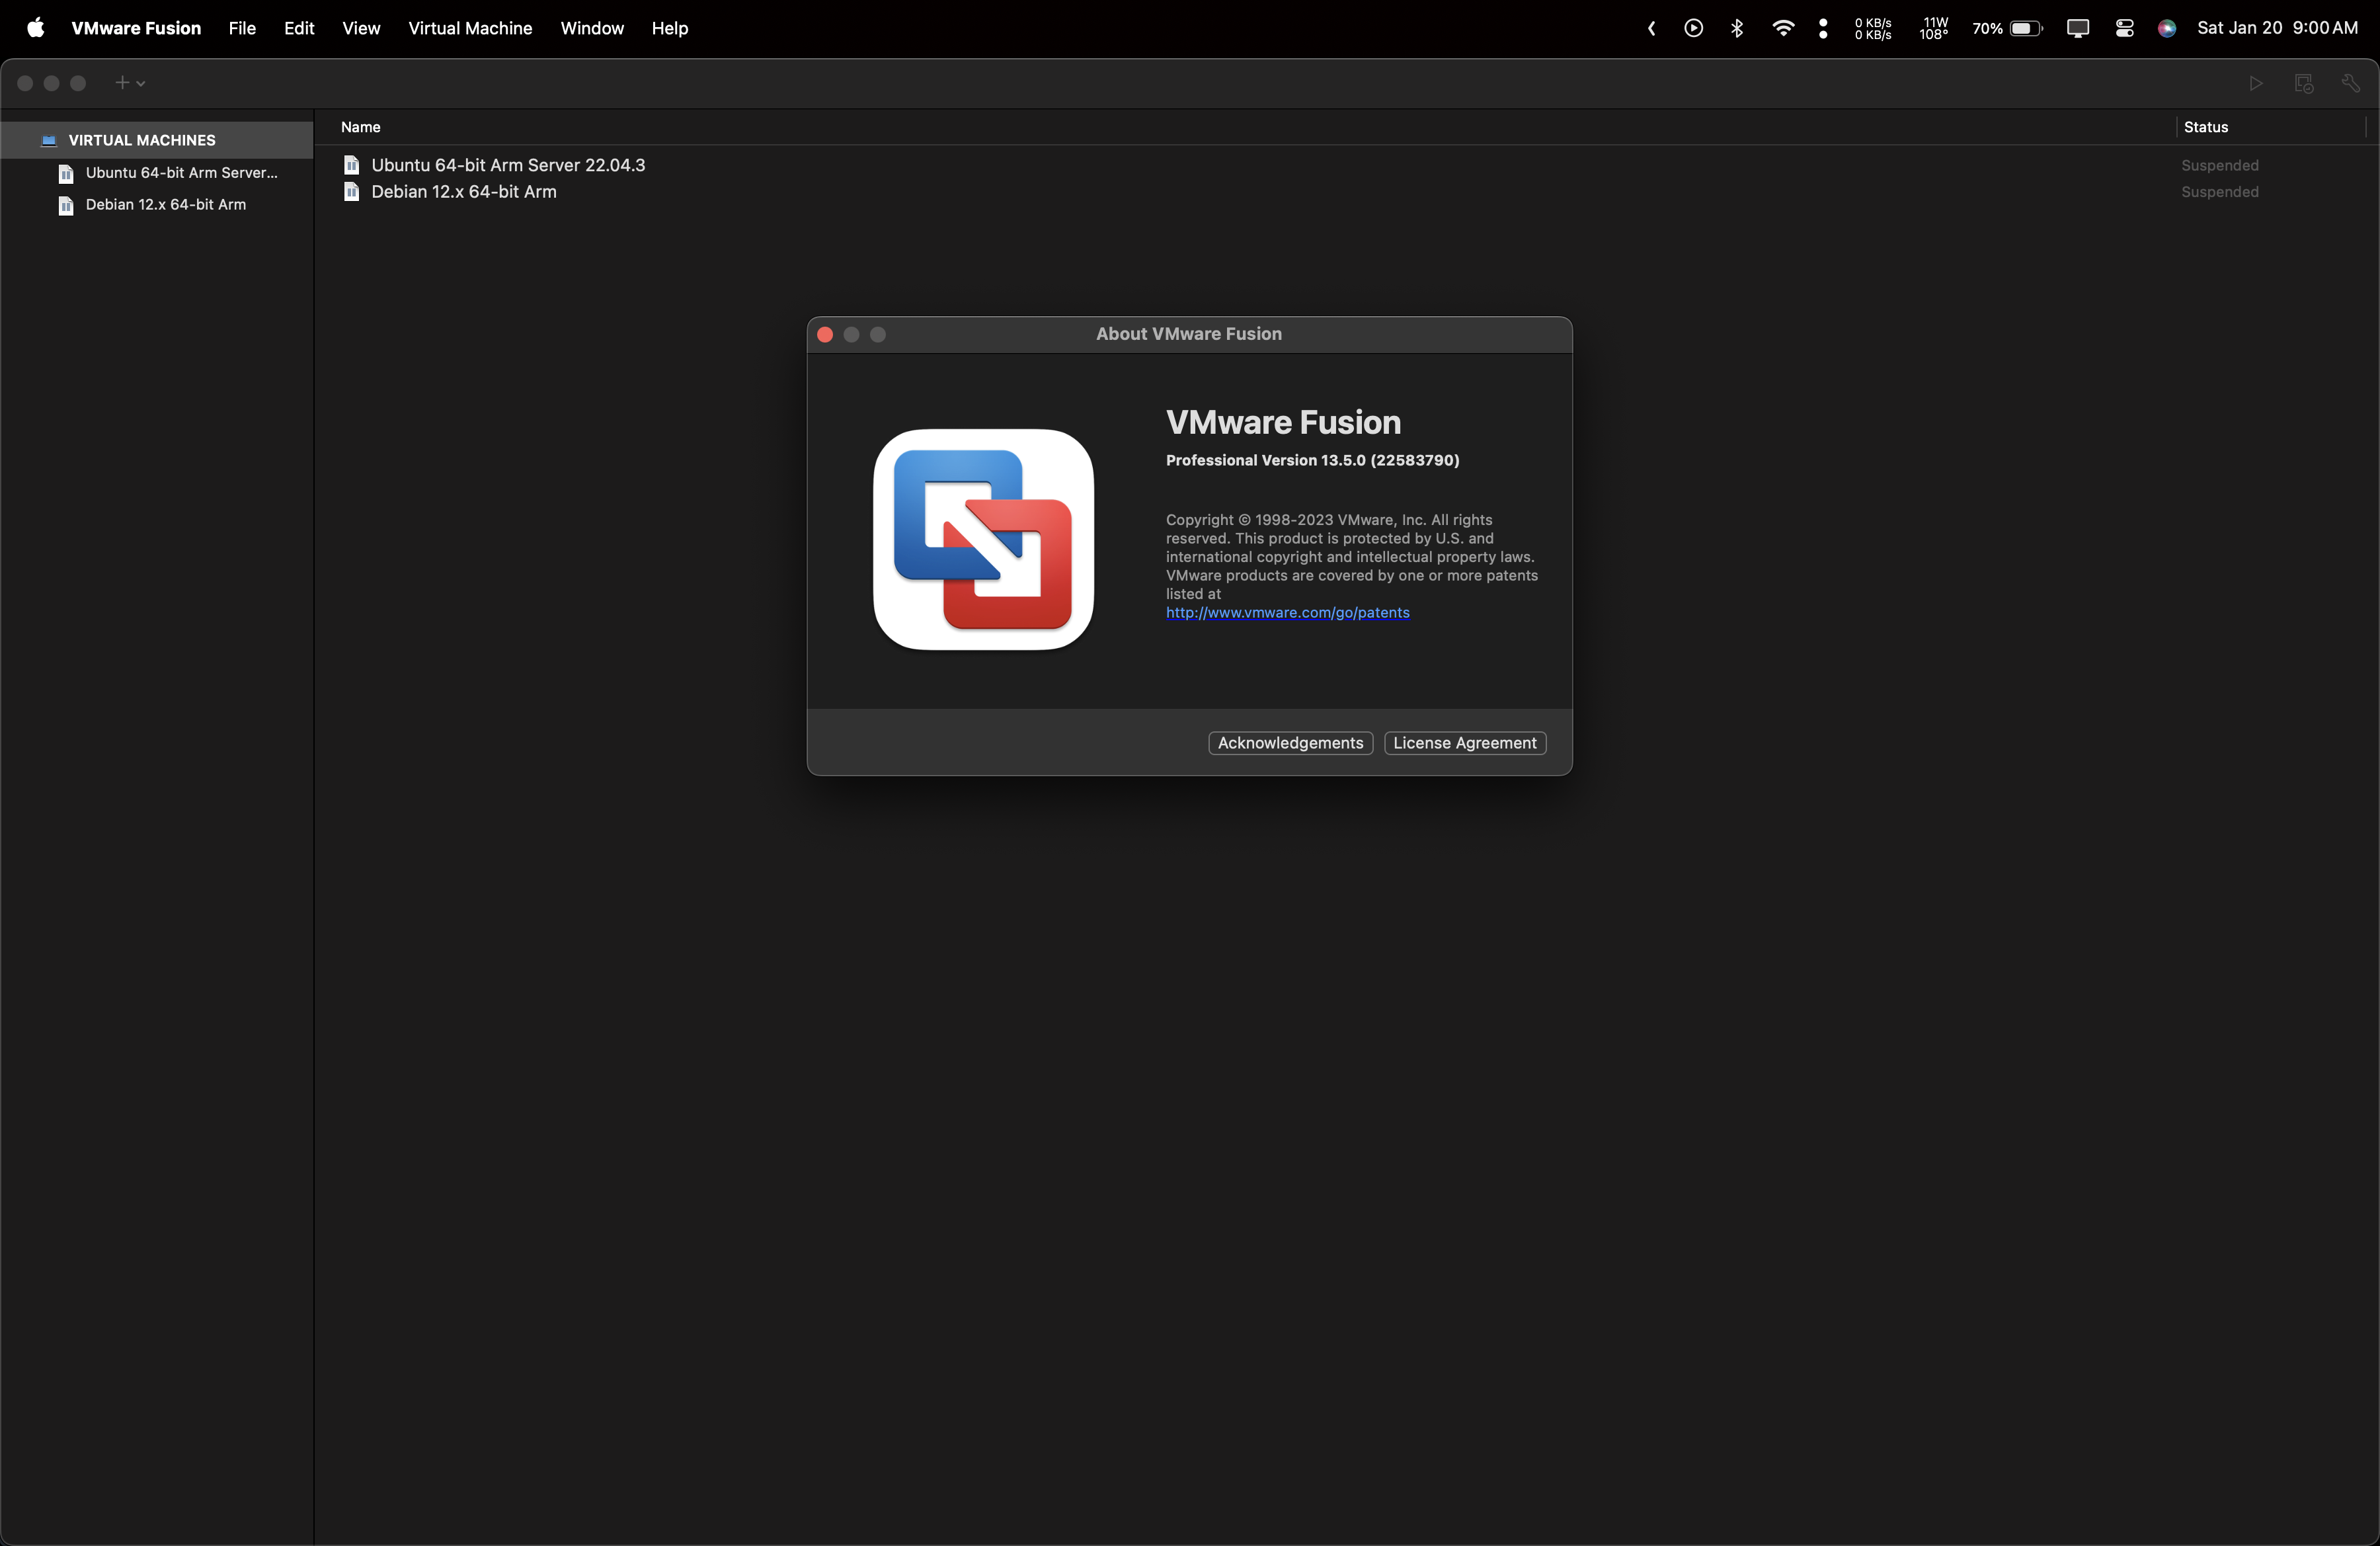 VMware Fusion File Edit View Virtual Machine Window Help
0 KB/s
0 KB/s
11W
108°
70%
Sat Jan 20 9:00 AM
VIRTUAL MACHINES
Ubuntu 64-bit Arm Server...
Debian 12.x 64-bit Arm
Name Status
Ubuntu 64-bit Arm Server 22.04.3 Suspended
Debian 12.x 64-bit Arm Suspended
About VMware Fusion
VMware Fusion
Professional Version 13.5.0 (22583790)
Copyright © 1998-2023 VMware, Inc. All rights
reserved. This product is protected by U.S. and
international copyright and intellectual property laws.
VMware products are covered by one or more patents
listed at
http://www.vmware.com/go/patents
Acknowledgements License Agreement